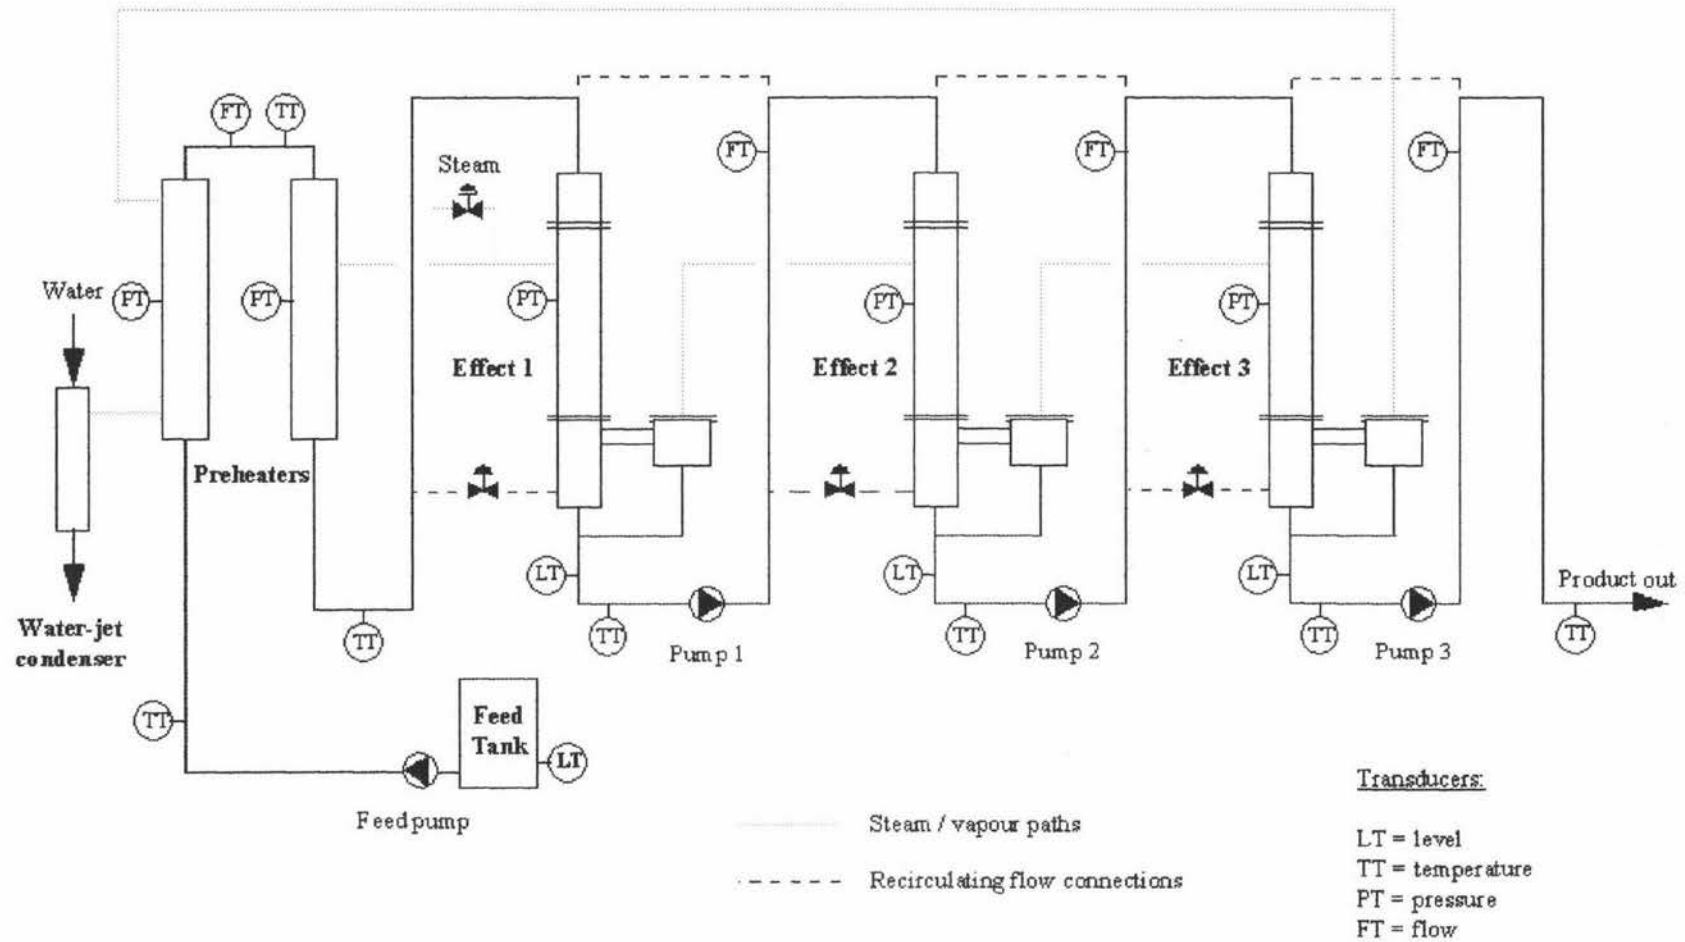 FT
TT
Steam
FT
FT
FT
Water
PT
PT
PT
PT
PT
Effect 1
Effect 2
Effect 3
Preheaters
LT
LT
LT
Product out
Water-jet
condenser
TT
TT
Pump 1
TT
Pump 2
TT
Pump 3
TT
TT
Feed
Tank
LT
Feed pump
Steam / vapour paths
Recirculating flow connections
Transducers:
LT = level
TT = temperature
PT = pressure
FT = flow